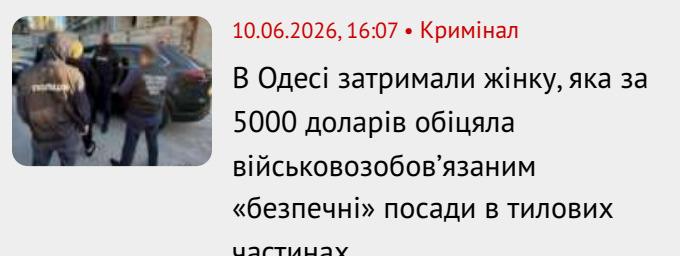 10.06.2026, 16:07 • Кримінал
В Одесі затримали жінку, яка за
5000 доларів обіцяла
військовозобов’язаним
«безпечні» посади в тилових
частинах